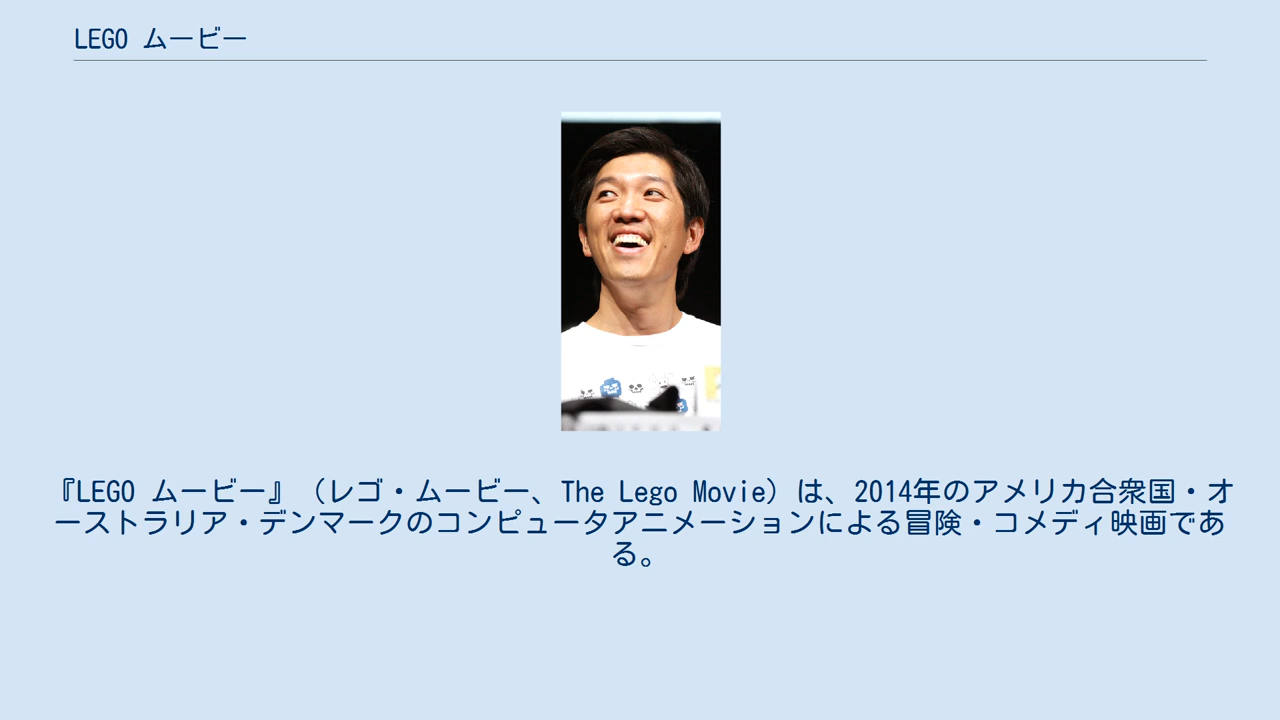 LEGO ムービー
『LEGO ムービー』（レゴ・ムービー、The Lego Movie）は、2014年のアメリカ合衆国・オ
ーストラリア・デンマークのコンピュータアニメーションによる冒険・コメディ映画であ
る。